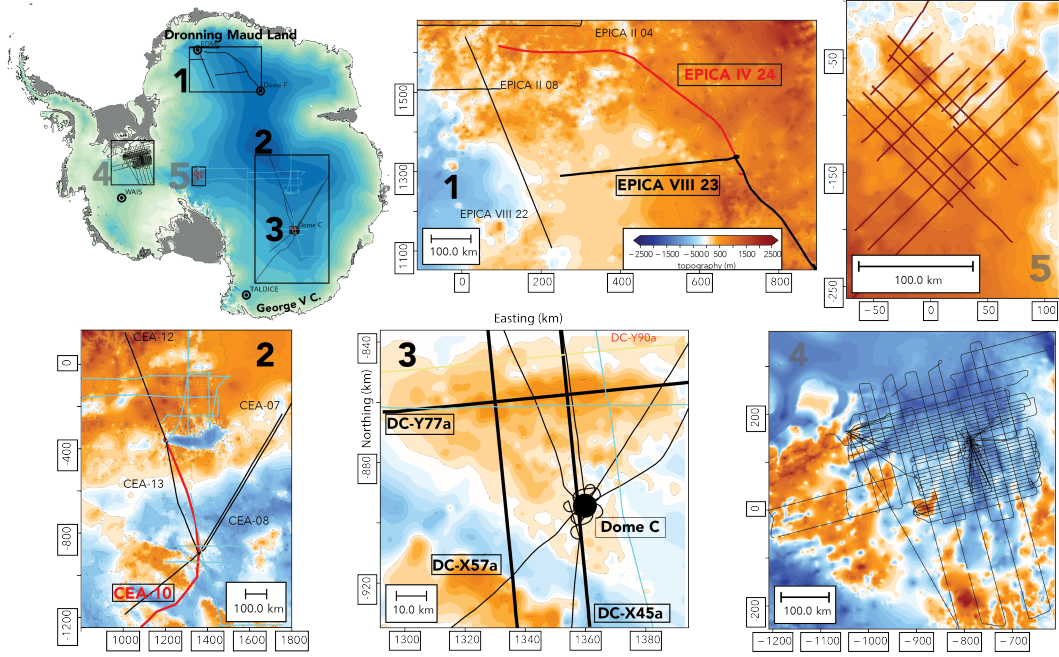 Dronning Maud Land
EDML
1
Dome F
2
4
5
WAIS
3
Dome C
TALDICE
George V C.
EPICA II 04
EPICA IV 24
EPICA II 08
1
EPICA VIII 23
EPICA VIII 22
100.0 km
-2500 -1500 -500 500 1500 2500
topography (m)
1500
1300
1100
0 200 400 600 800
-50
-150
-250
100.0 km
5
-50 0 50 100
CEA-12
2
CEA-07
CEA-13
CEA-08
CEA-10
100.0 km
0
-400
-800
-1200
1000 1200 1400 1600 1800
Easting (km)
Northing (km)
3
DC-Y90a
DC-Y77a
Dome C
DC-X57a
DC-X45a
10.0 km
-840
-880
-920
1300 1320 1340 1360 1380
4
200
0
200
100.0 km
-1200 -1100 -1000 -900 -800 -700